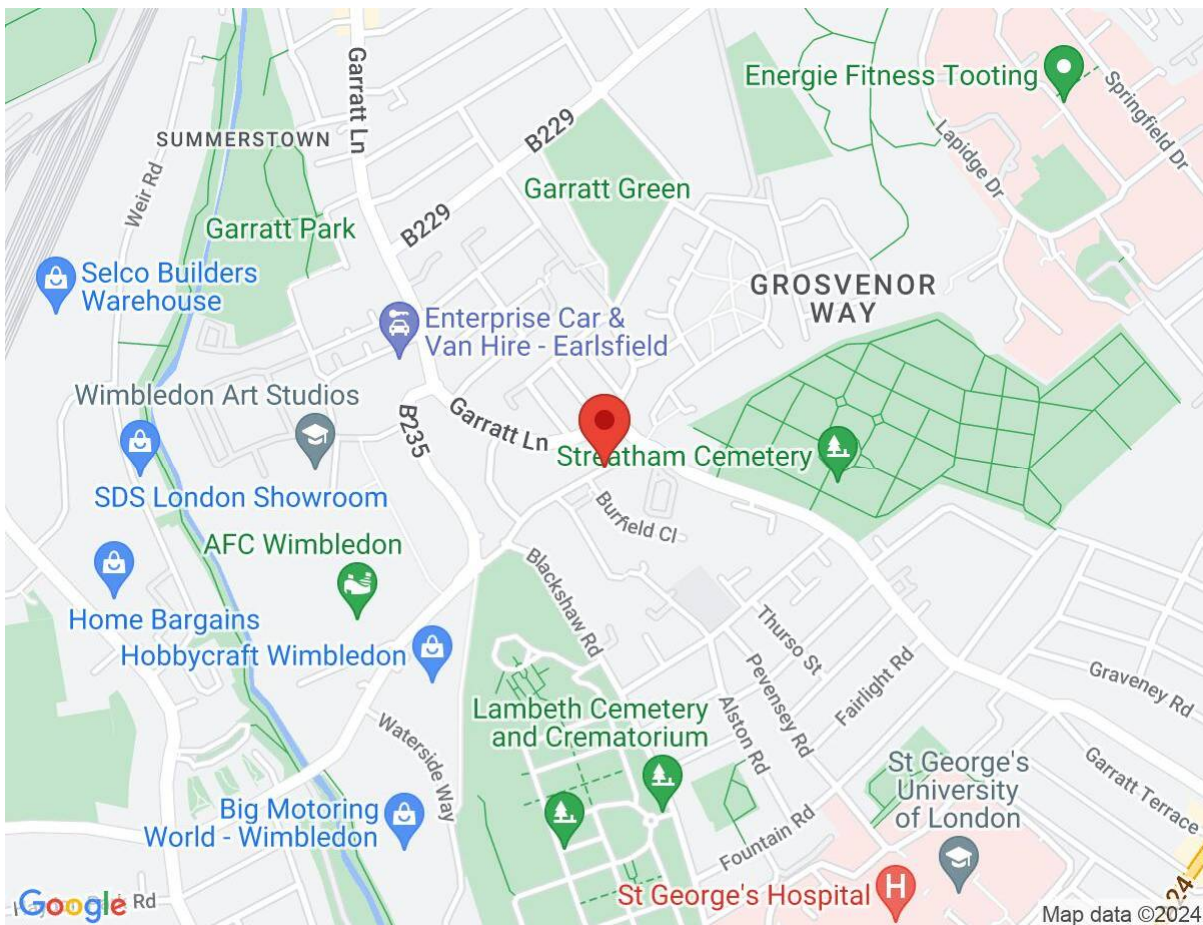 Garratt Ln
B229
Energie Fitness Tooting
Springfield Dr
SUMMERSTOWN
Weir Rd
Lapidge Dr
Garratt Green
B229
Garratt Park
Selco Builders
Warehouse
GROSVENOR
WAY
Enterprise Car &
Van Hire - Earlsfield
Wimbledon Art Studios
B235
Garratt Ln
Streatham Cemetery
SDS London Showroom
Burfield Cl
AFC Wimbledon
Blackshaw Rd
Home Bargains
Hobbycraft Wimbledon
Thurso St
Pevensey Rd
Fairlight Rd
Graveney Rd
Alston Rd
Lambeth Cemetery
and Crematorium
Waterside Way
St George's
University
of London
Garratt Terrace
Big Motoring
World - Wimbledon
Fountain Rd
St George's Hospital
H
Google
Rd
Map data ©2024